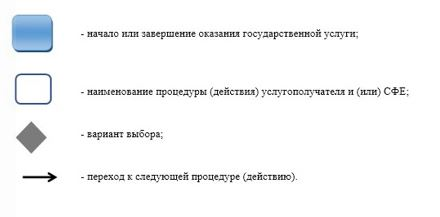 - начало или завершение оказания государственной услуги;
- наименование процедуры (действия) услугополучателя и (или) СФЕ;
- вариант выбора;
- переход к следующей процедуре (действию).